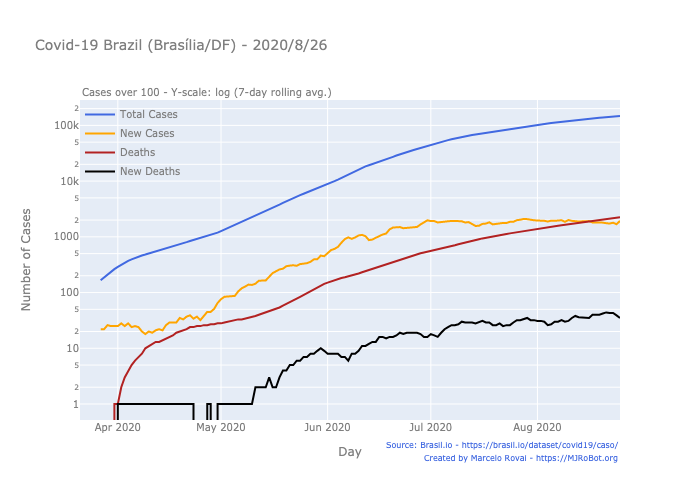 Covid-19 Brazil (Brasília/DF) - 2020/8/26
Cases over 100 - Y-scale: log (7-day rolling avg.)
Total Cases
New Cases
Deaths
New Deaths
2
100k
5
2
10k
5
2
1000
5
2
100
5
2
10
5
2
1
Number of Cases
Apr 2020
May 2020
Jun 2020
Jul 2020
Aug 2020
Day
Source: Brasil.io - https://brasil.io/dataset/covid19/caso/
Created by Marcelo Rovai - https://MJRoBot.org